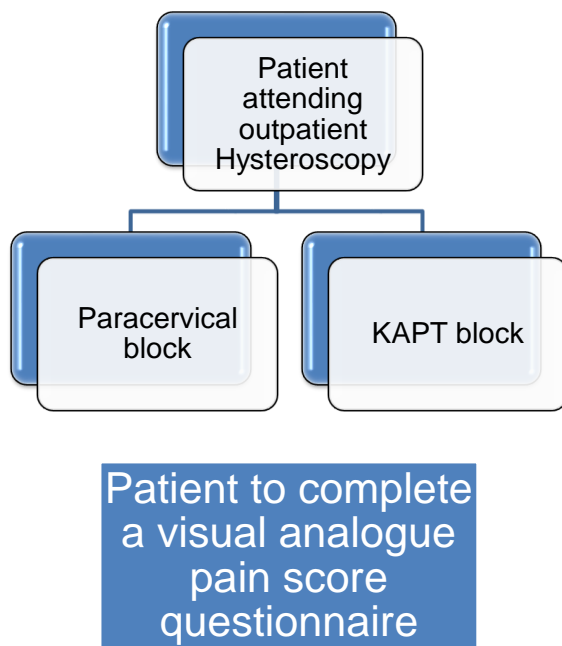 Patient
attending
outpatient
Hysteroscopy
Paracervical
block
KAPT block
Patient to complete
a visual analogue
pain score
questionnaire